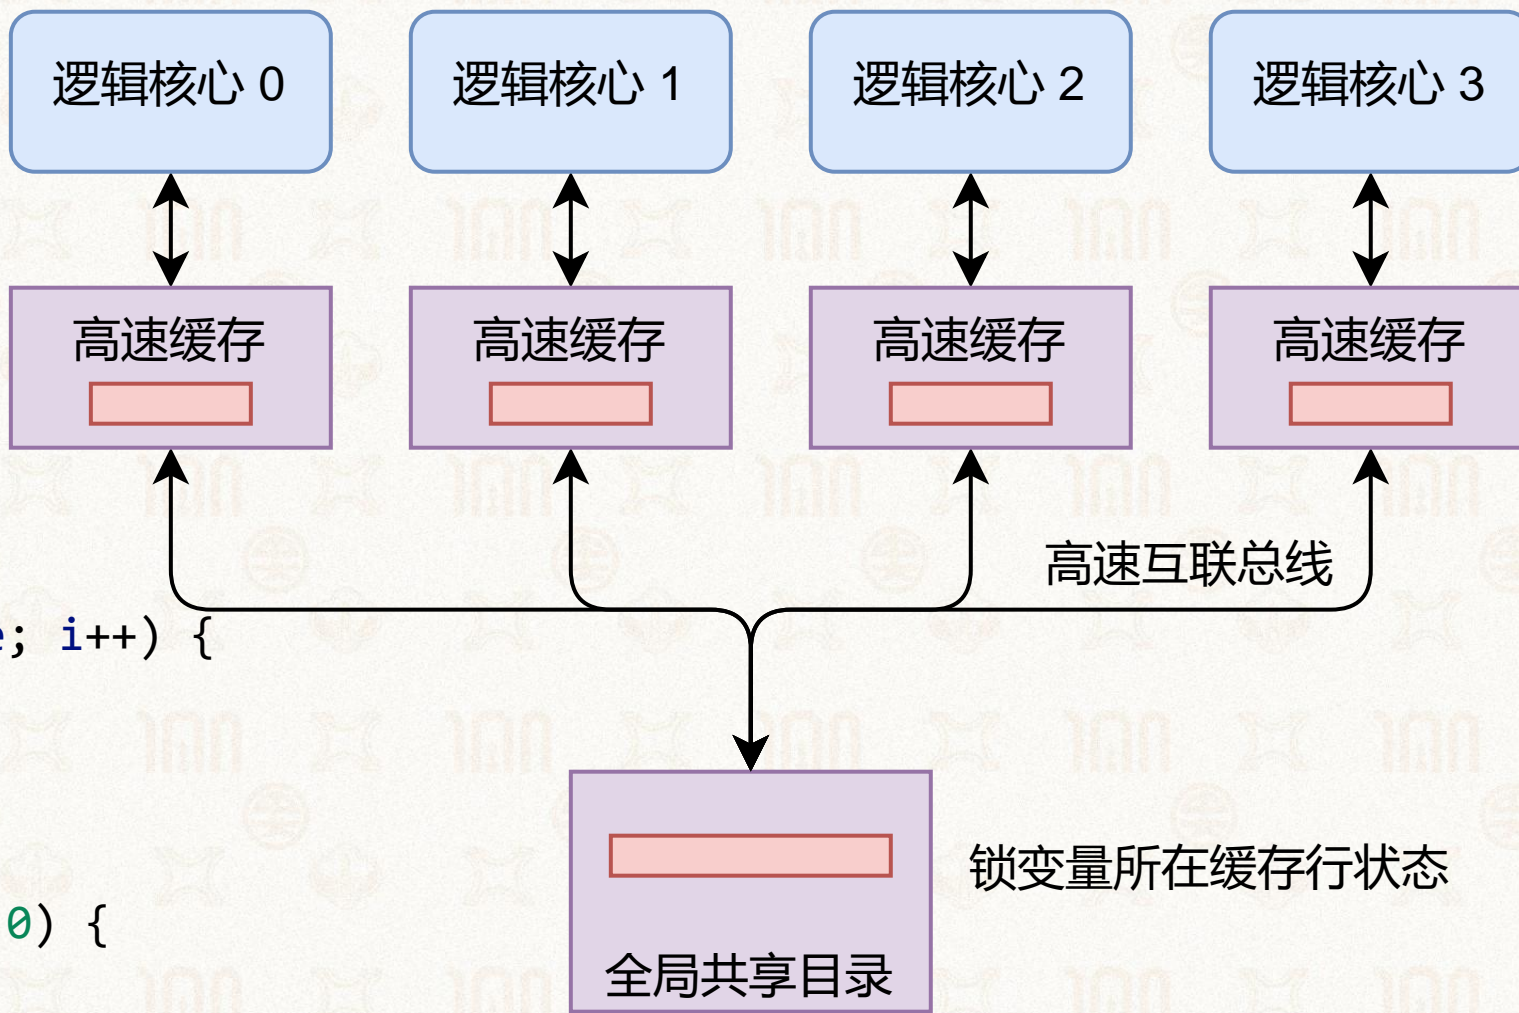 逻辑核心 0
逻辑核心 1
逻辑核心 2
逻辑核心 3
高速缓存
高速缓存
高速缓存
高速缓存
高速互联总线
; i++) {
锁变量所在缓存行状态
0) {
全局共享目录